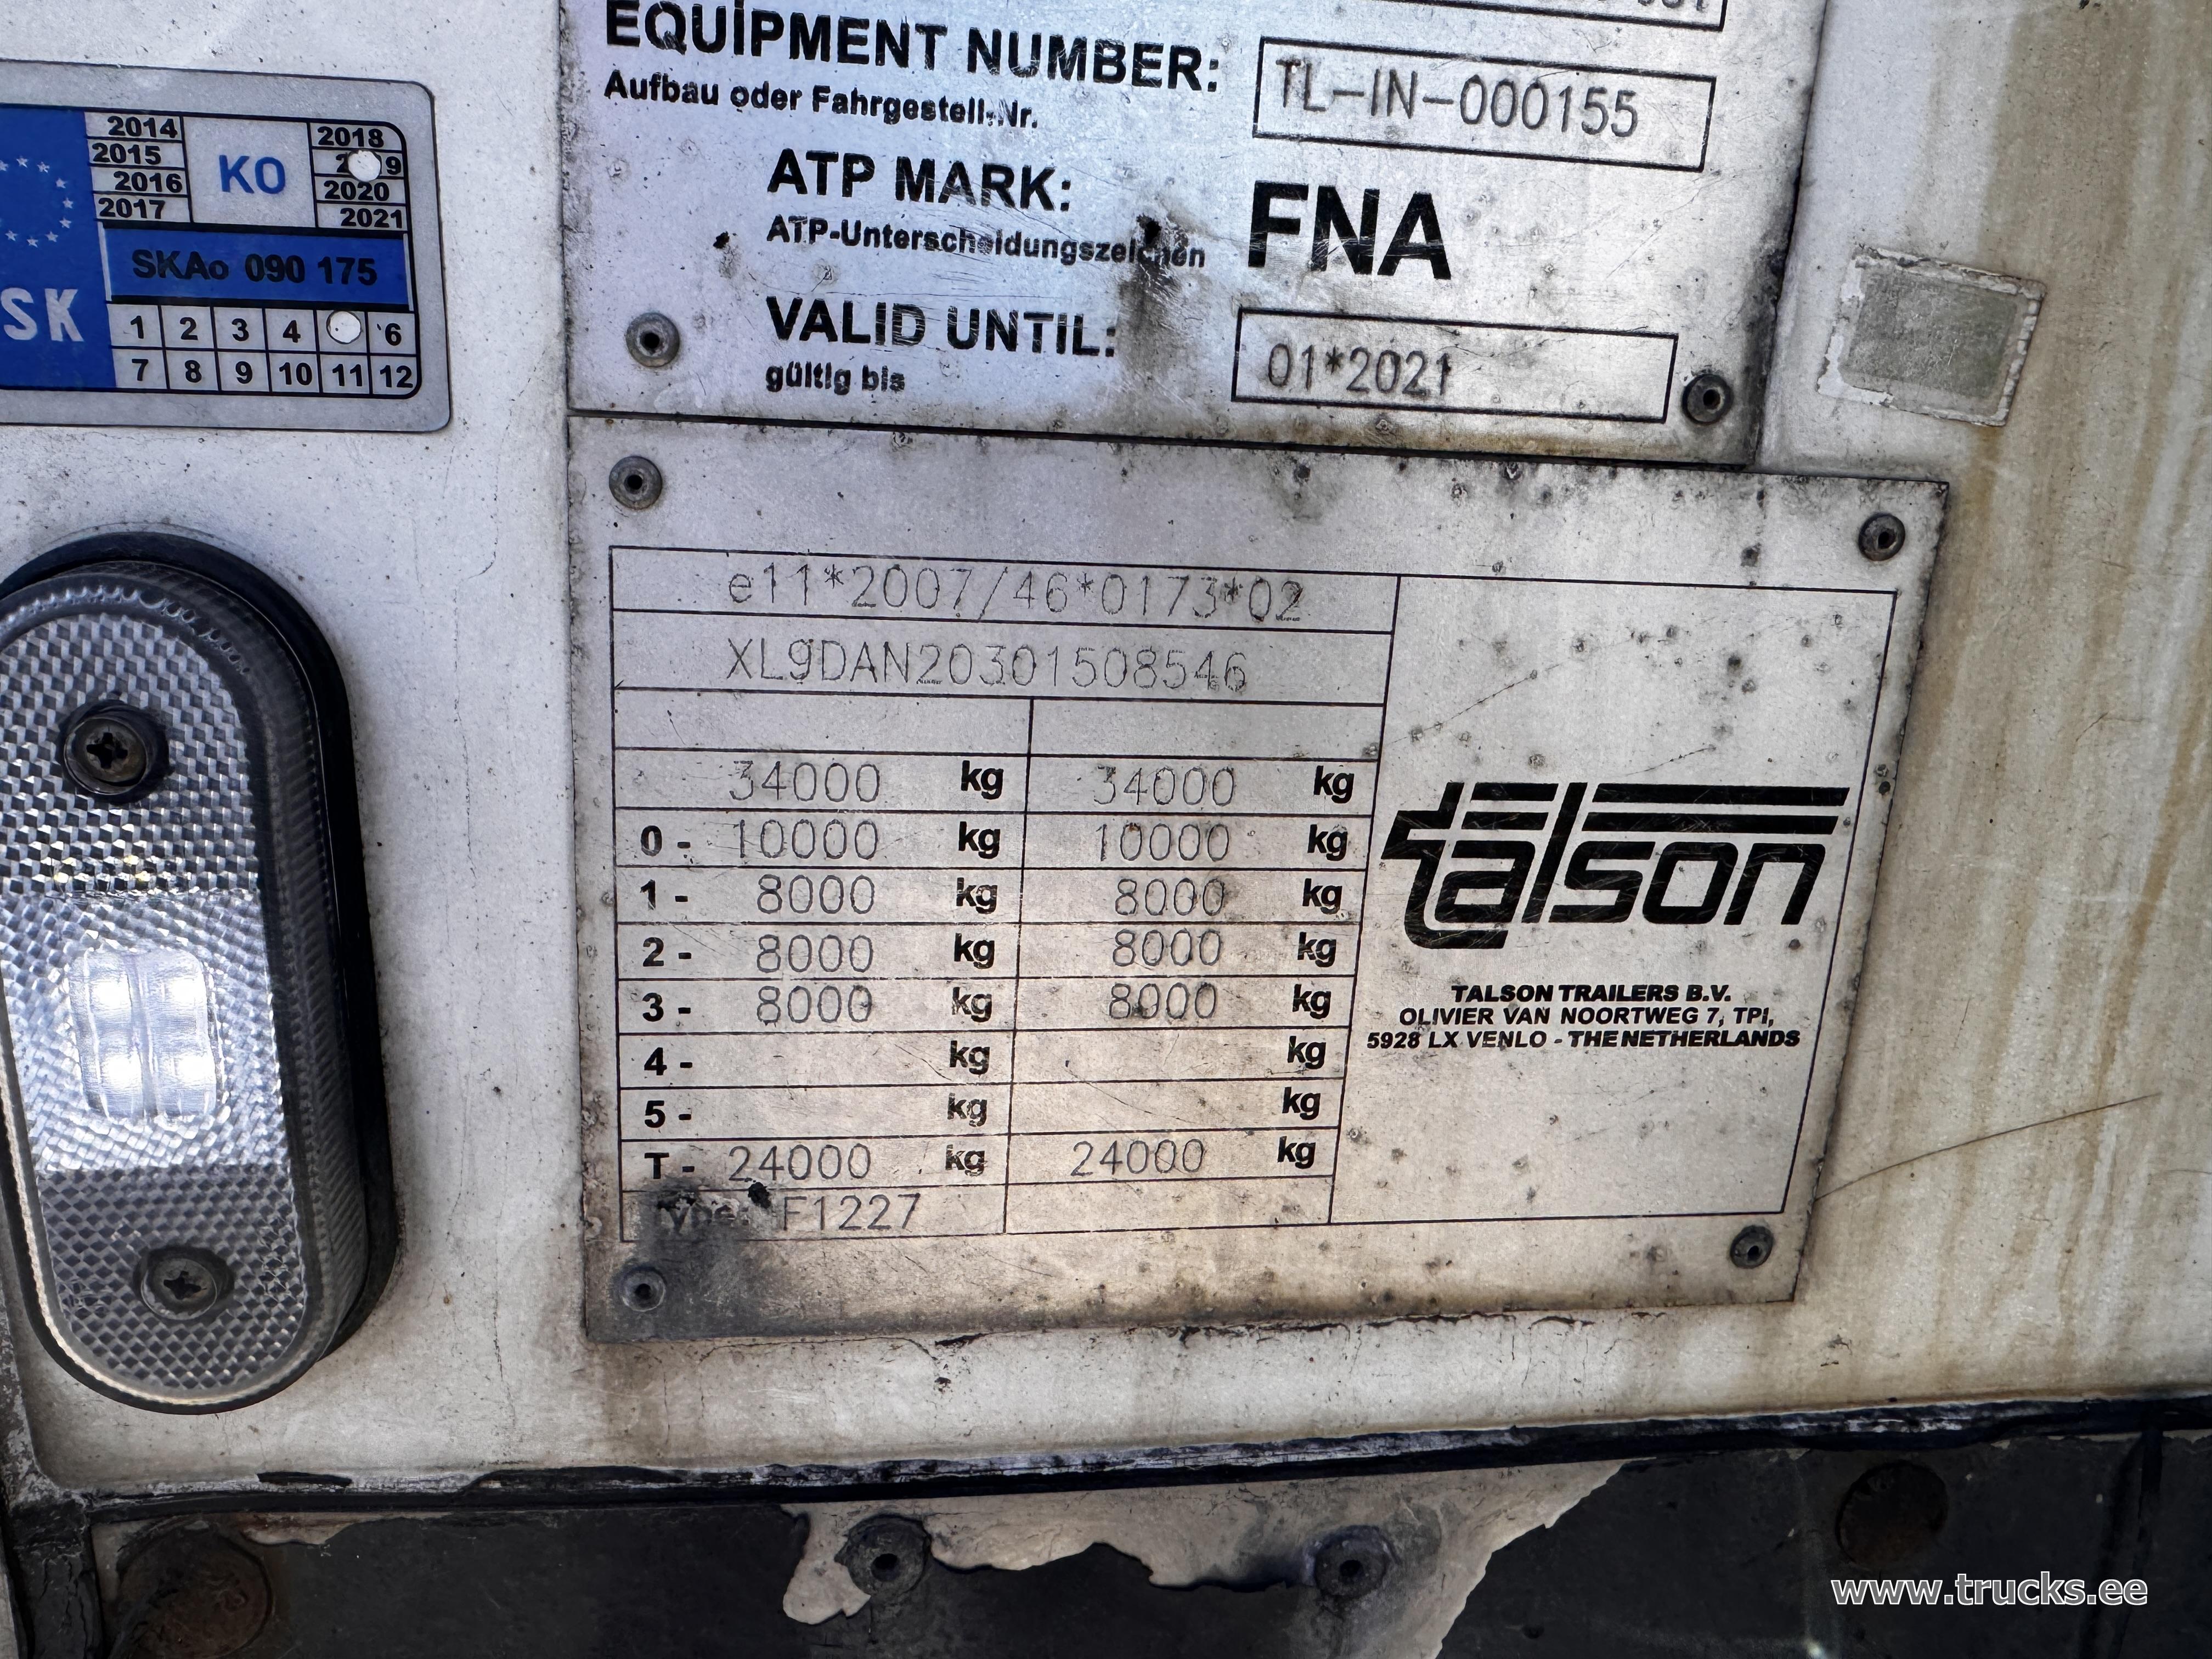 EQUIPMENT NUMBER:
Aufbau oder Fahrgestell-Nr.
TL-IN-000155
ATP MARK:
ATP-Unterscheidungszeichen
FNA
VALID UNTIL:
gültig bis
01*2021
2014
2015
2016
2017
KO
2018
2020
2021
SKAo 090 175
SK
1 2 3 4 6
7 8 9 10 11 12
e11*2007/46*0173*02
XL9DAN20301508546
34000 kg 34000 kg
0 - 10000 kg 10000 kg
1 - 8000 kg 8000 kg
2 - 8000 kg 8000 kg
3 - 8000 kg 8000 kg
4 - kg kg
5 - kg kg
T - 24000 kg 24000 kg
Type: F1227
talson
TALSON TRAILERS B.V.
OLIVIER VAN NOORTWEG 7, TPI,
5928 LX VENLO - THE NETHERLANDS
www.trucks.ee